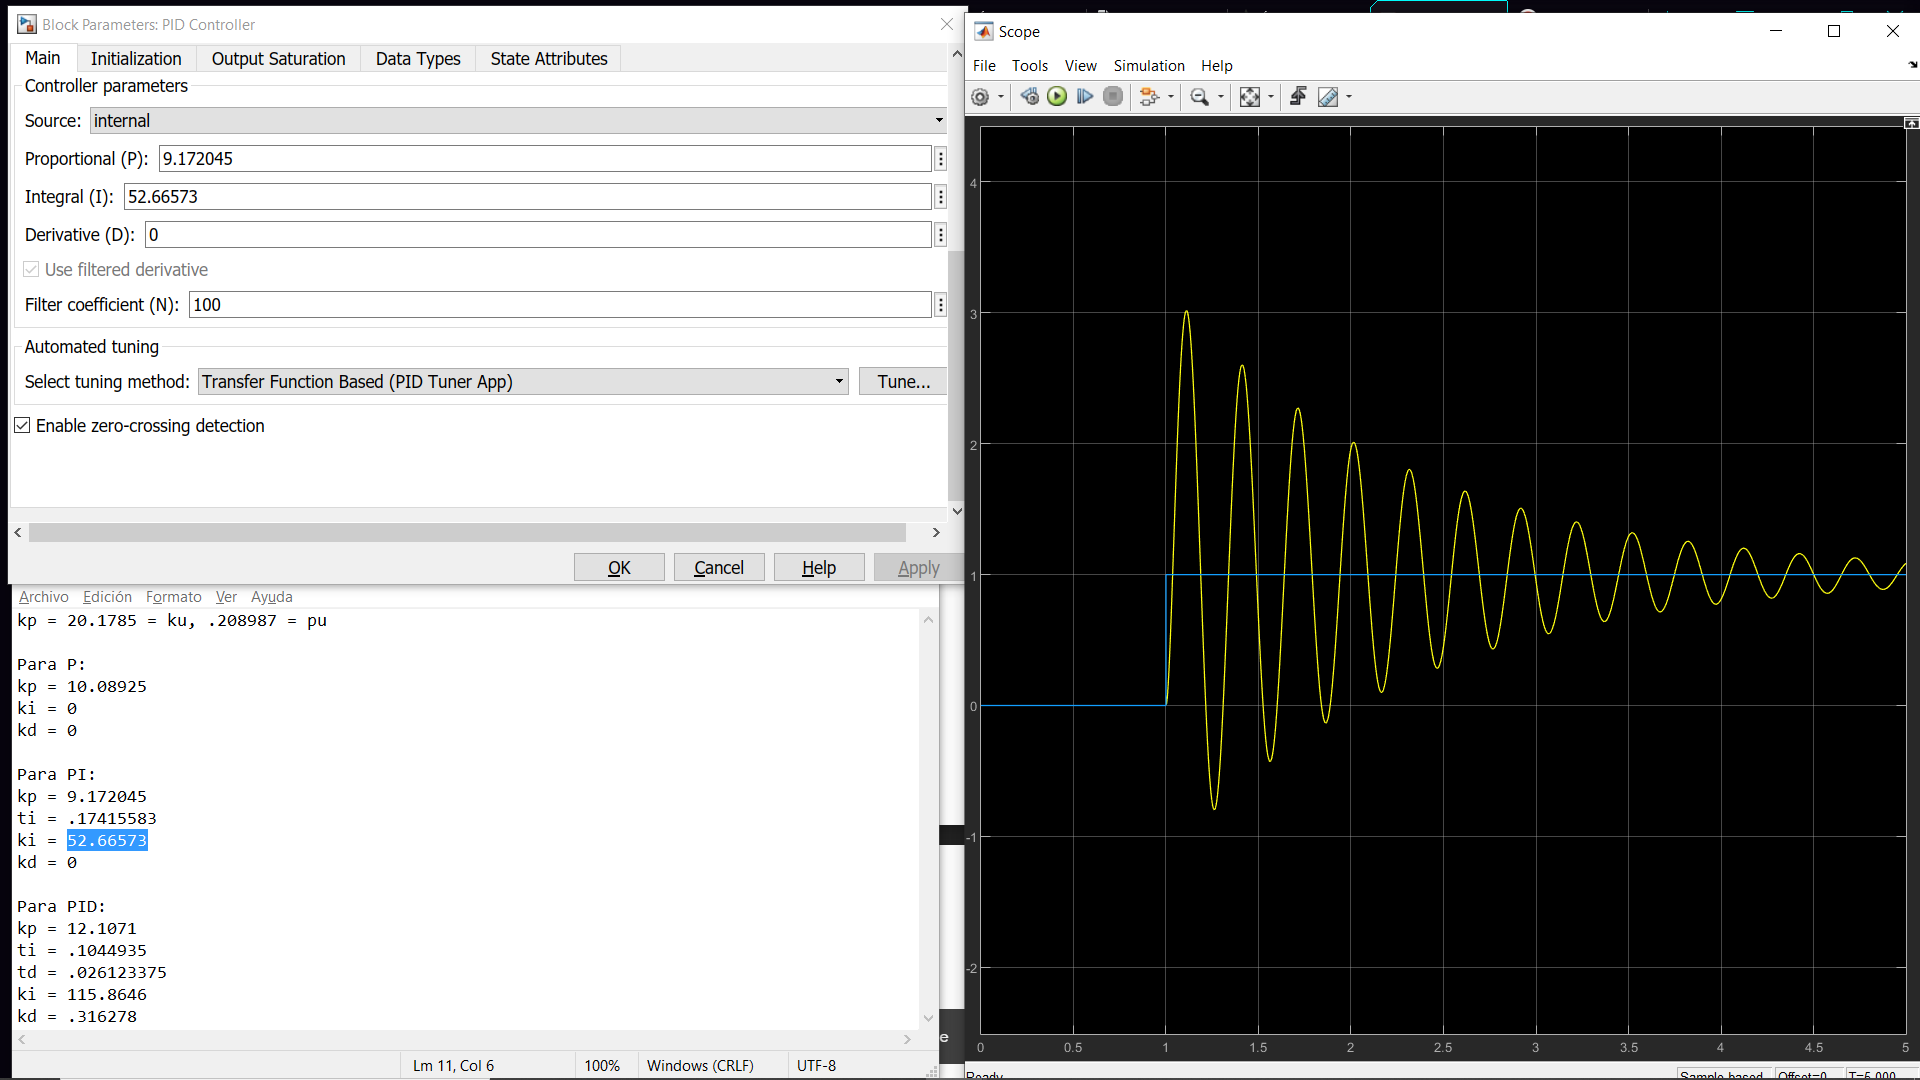 Block Parameters: PID Controller
Main Initialization Output Saturation Data Types State Attributes
Controller parameters
Source: internal
Proportional (P): 9.172045
Integral (I): 52.66573
Derivative (D): 0
Use filtered derivative
Filter coefficient (N): 100
Automated tuning
Select tuning method: Transfer Function Based (PID Tuner App) Tune...
Enable zero-crossing detection
OK Cancel Help Apply
Archivo Edición Formato Ver Ayuda
kp = 20.1785 = ku, .208987 = pu
Para P:
kp = 10.08925
ki = 0
kd = 0
Para PI:
kp = 9.172045
ti = .17415583
ki = 52.66573
kd = 0
Para PID:
kp = 12.1071
ti = .1044935
td = .026123375
ki = 115.8646
kd = .316278
Lm 11, Col 6 100% Windows (CRLF) UTF-8
e
Scope
File Tools View Simulation Help
4
3
2
1
0
-1
-2
0 0.5 1 1.5 2 2.5 3 3.5 4 4.5 5
Ready Sample based Offset=0 T=5.000